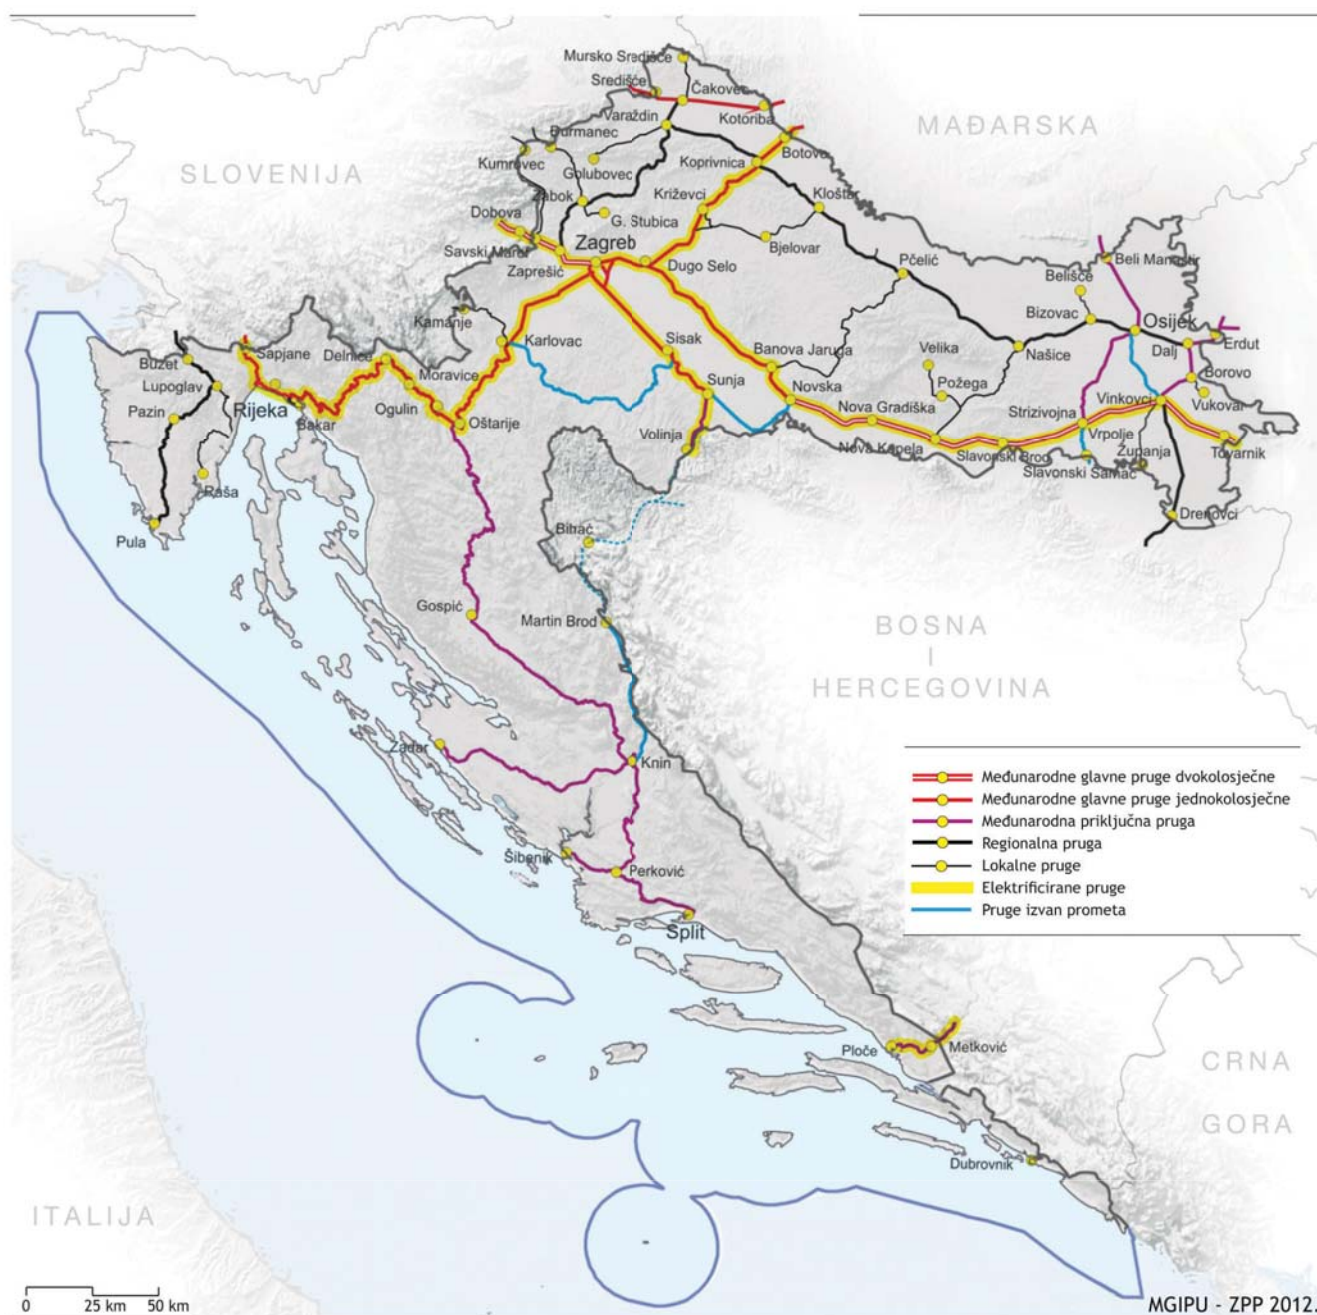 Mursko Središče
Središće
Čakovec
Kotoriba
Varaždin
MAĐARSKA
Đurmanec
Botovo
SLOVENIJA
Kumrovec
Golubovec
Koprivnica
Zabok
Križevci
Kloštar
Dobova
G. Stubica
Bjelovar
Savski Marof
Zagreb
Zaprešić
Dugo Selo
Pčelić
Beli Manastir
Belišće
Kamanje
Bizovac
Osijek
Karlovac
Sisak
Banova Jaruga
Velika
Našice
Dalj
Erdut
Buzet
Sapjane
Delnice
Moravice
Sunja
Novska
Požega
Borovo
Lupoglav
Vukovar
Pazin
Rijeka
Bakar
Ogulin
Oštarije
Volinja
Nova Gradiška
Nova Kapela
Slavonski Brod
Strizivojna
Vrpolje
Vinkovci
Županja
Tovarnik
Slavonski Šamac
Raša
Drenovci
Pula
Bihać
Gospić
Martin Brod
BOSNA
I
HERCEGOVINA
Zadar
Knin
Međunarodne glavne pruge dvokolosječne
Međunarodne glavne pruge jednokolosječne
Međunarodna priključna pruga
Regionalna pruga
Lokalne pruge
Elektrificirane pruge
Pruge izvan prometa
Šibenik
Perković
Split
Ploče
Metković
CRNA
GORA
Dubrovnik
ITALIJA
0 25 km 50 km
MGIPU - ZPP 2012.